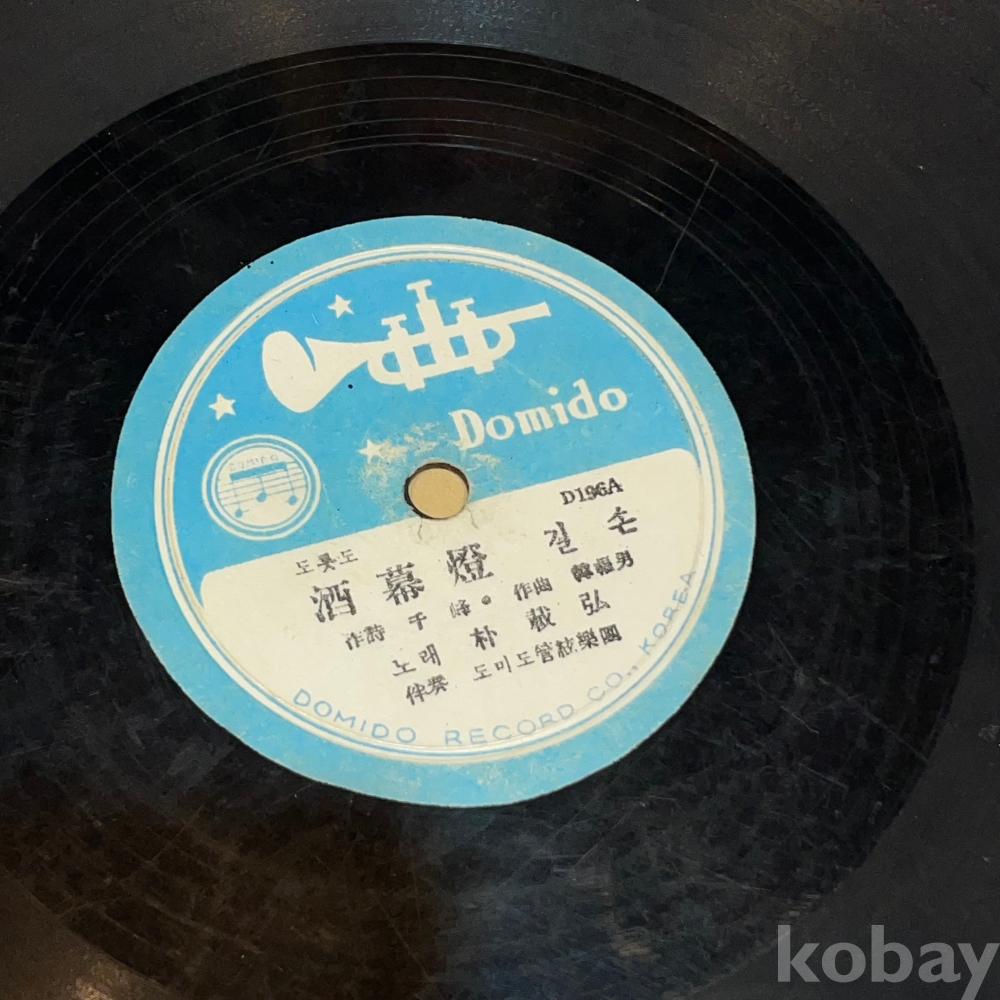 Domido
DOMIDO
D196A
도롯도
酒幕燈 길손
作詩 千峰・作曲 韓福男
노래 朴載弘
伴奏 도미도管絃樂團
DOMIDO RECORD CO., KOREA
kobay